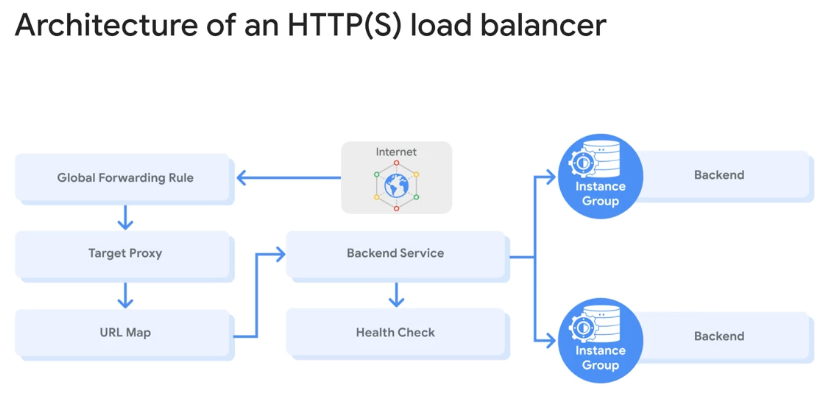 Architecture of an HTTP(S) load balancer
Internet
Global Forwarding Rule
Instance
Group
Backend
Target Proxy
Backend Service
URL Map
Health Check
Instance
Group
Backend